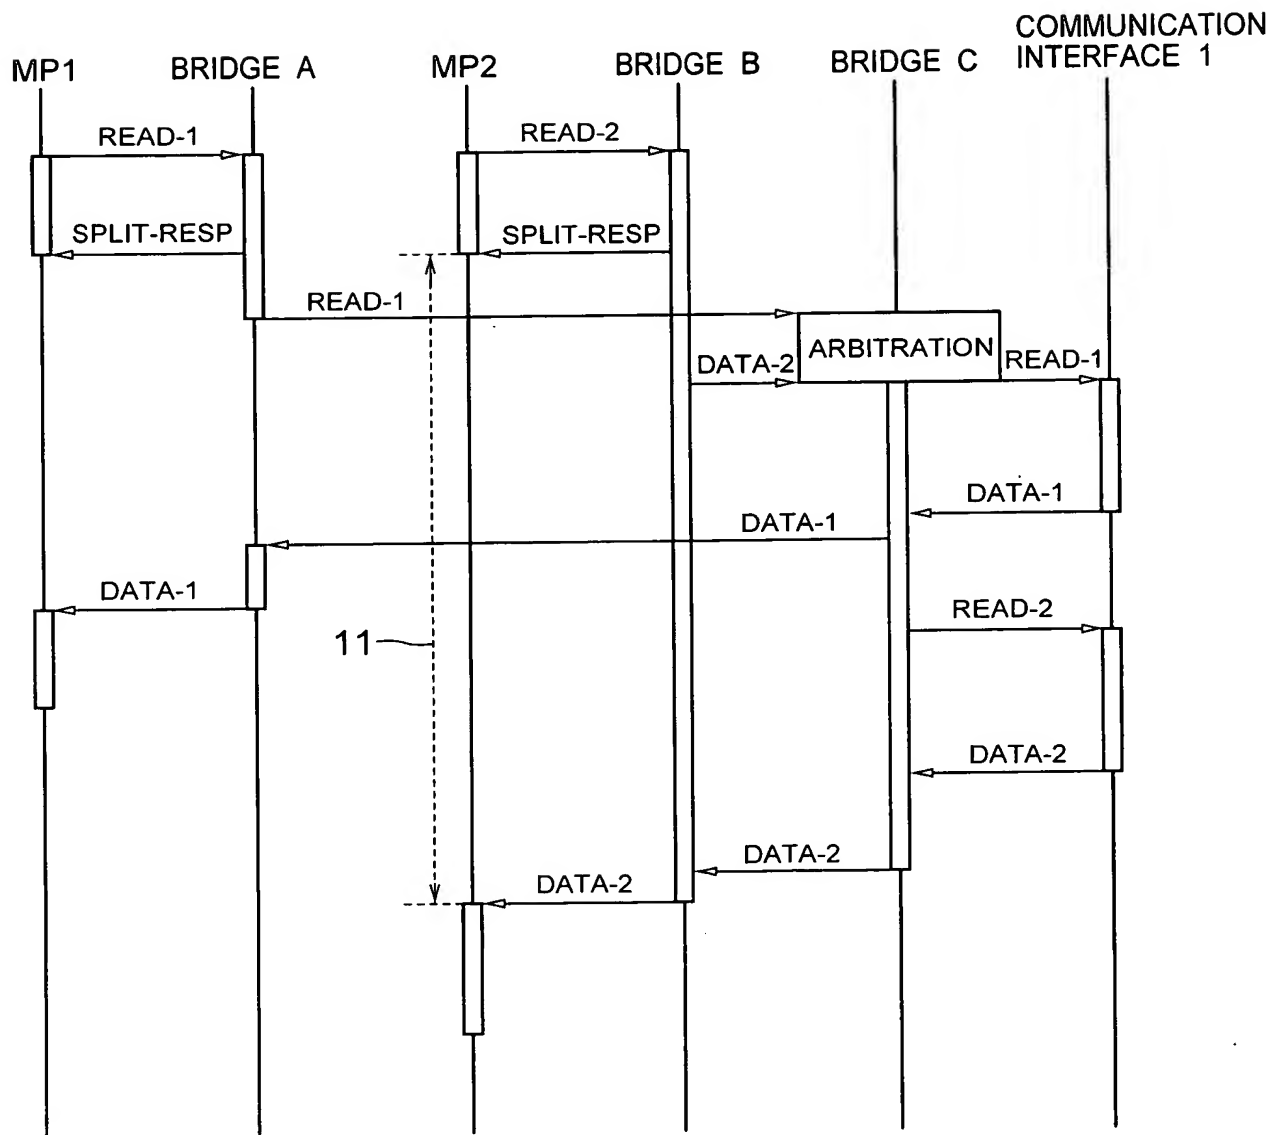 COMMUNICATION
INTERFACE 1
MP1
BRIDGE A
MP2
BRIDGE B
BRIDGE C
READ-1
READ-2
SPLIT-RESP
SPLIT-RESP
READ-1
ARBITRATION
DATA-2
READ-1
DATA-1
DATA-1
DATA-1
READ-2
11
DATA-2
DATA-2
DATA-2